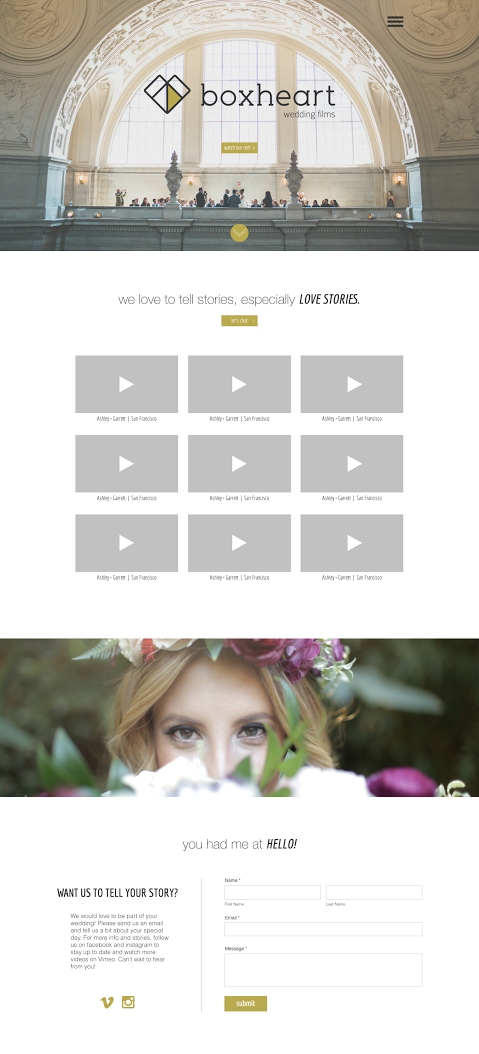 boxheart
wedding films
watch our reel >
we love to tell stories, especially LOVE STORIES.
let's chat >
Ashley + Garrett | San Francisco Ashley + Garrett | San Francisco Ashley + Garrett | San Francisco
Ashley + Garrett | San Francisco Ashley + Garrett | San Francisco Ashley + Garrett | San Francisco
Ashley + Garrett | San Francisco Ashley + Garrett | San Francisco Ashley + Garrett | San Francisco
you had me at HELLO!
WANT US TO TELL YOUR STORY?
We would love to be part of your
wedding! Please send us an email
and tell us a bit about your special
day. For more info and stories, follow
us on facebook and instagram to
stay up to date and watch more
videos on Vimeo. Can't wait to hear
from you!
Name *
First Name Last Name
Email *
Message *
submit